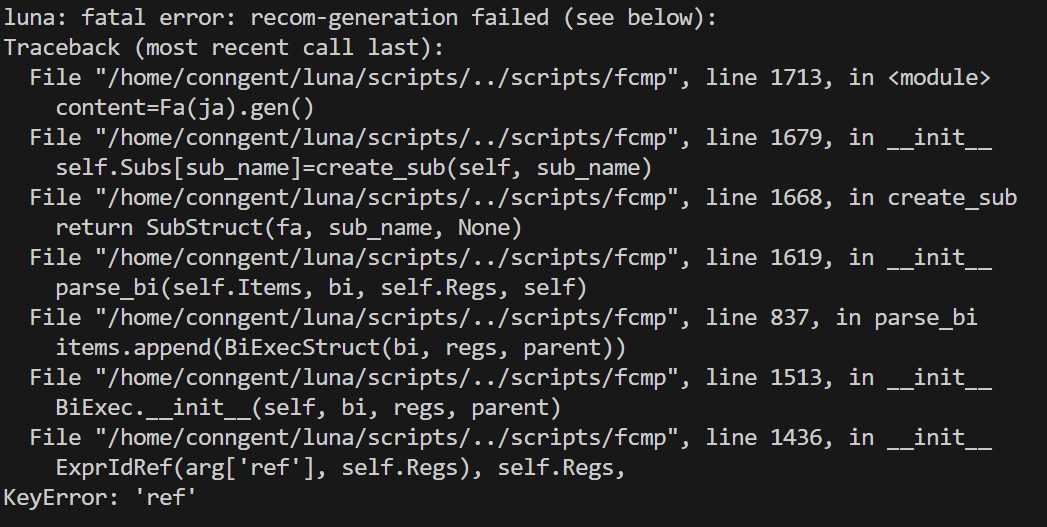 luna: fatal error: recom-generation failed (see below):
Traceback (most recent call last):
  File "/home/conngent/luna/scripts/../scripts/fcmp", line 1713, in <module>
    content=Fa(ja).gen()
  File "/home/conngent/luna/scripts/../scripts/fcmp", line 1679, in __init__
    self.Subs[sub_name]=create_sub(self, sub_name)
  File "/home/conngent/luna/scripts/../scripts/fcmp", line 1668, in create_sub
    return SubStruct(fa, sub_name, None)
  File "/home/conngent/luna/scripts/../scripts/fcmp", line 1619, in __init__
    parse_bi(self.Items, bi, self.Regs, self)
  File "/home/conngent/luna/scripts/../scripts/fcmp", line 837, in parse_bi
    items.append(BiExecStruct(bi, regs, parent))
  File "/home/conngent/luna/scripts/../scripts/fcmp", line 1513, in __init__
    BiExec.__init__(self, bi, regs, parent)
  File "/home/conngent/luna/scripts/../scripts/fcmp", line 1436, in __init__
    ExprIdRef(arg['ref'], self.Regs), self.Regs,
KeyError: 'ref'